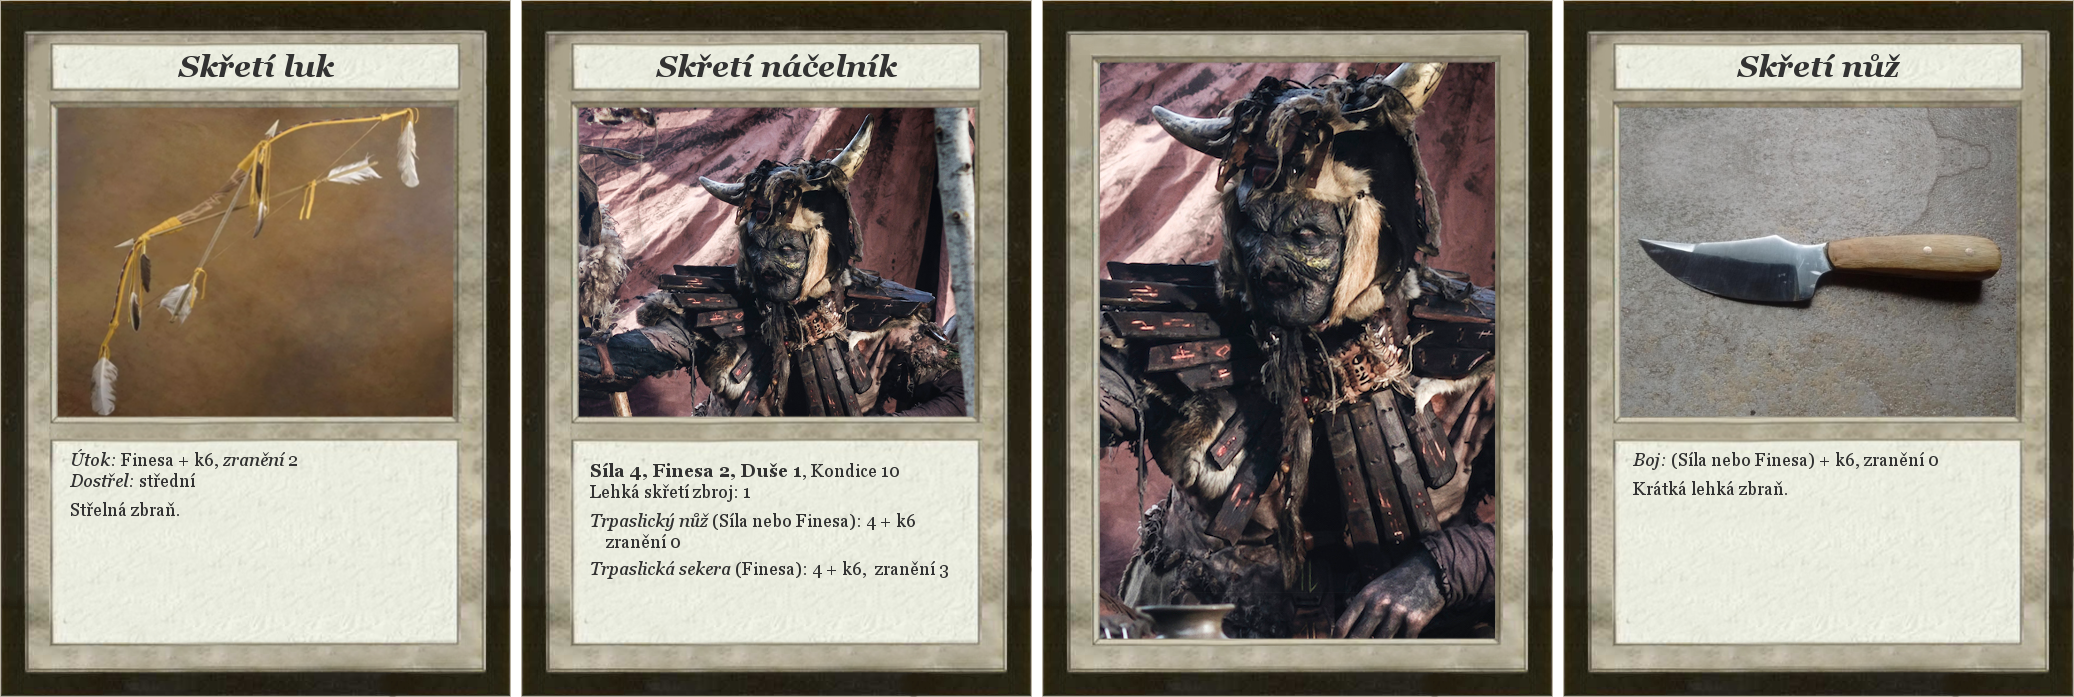 Skřetí luk
Útok: Finesa + k6, zranění 2
Dostřel: střední
Střelná zbraň.
Skřetí náčelník
Síla 4, Finesa 2, Duše 1, Kondice 10
Lehká skřetí zbroj: 1
Trpaslický nůž (Síla nebo Finesa): 4 + k6
zranění 0
Trpaslická sekera (Finesa): 4 + k6, zranění 3
Skřetí nůž
Boj: (Síla nebo Finesa) + k6, zranění 0
Krátká lehká zbraň.